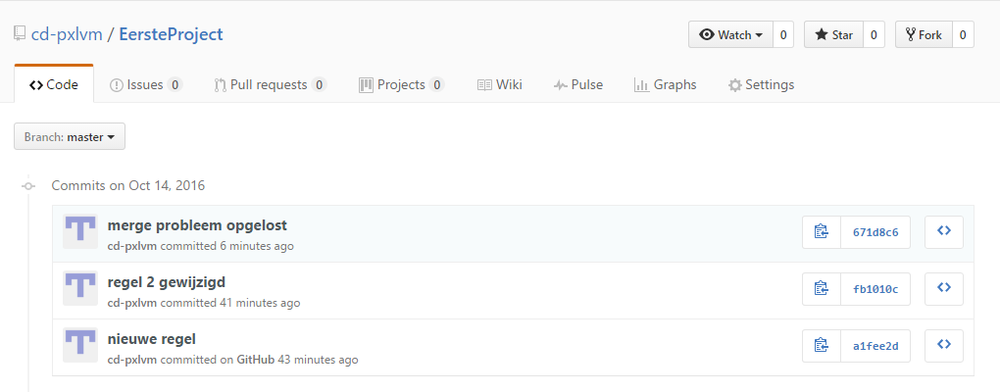 cd-pxlvm / EersteProject
Watch 0 Star 0 Fork 0
Code Issues 0 Pull requests 0 Projects 0 Wiki Pulse Graphs Settings
Branch: master
Commits on Oct 14, 2016
merge probleem opgelost
cd-pxlvm committed 6 minutes ago
671d8c6
regel 2 gewijzigd
cd-pxlvm committed 41 minutes ago
fb1010c
nieuwe regel
cd-pxlvm committed on GitHub 43 minutes ago
a1fee2d